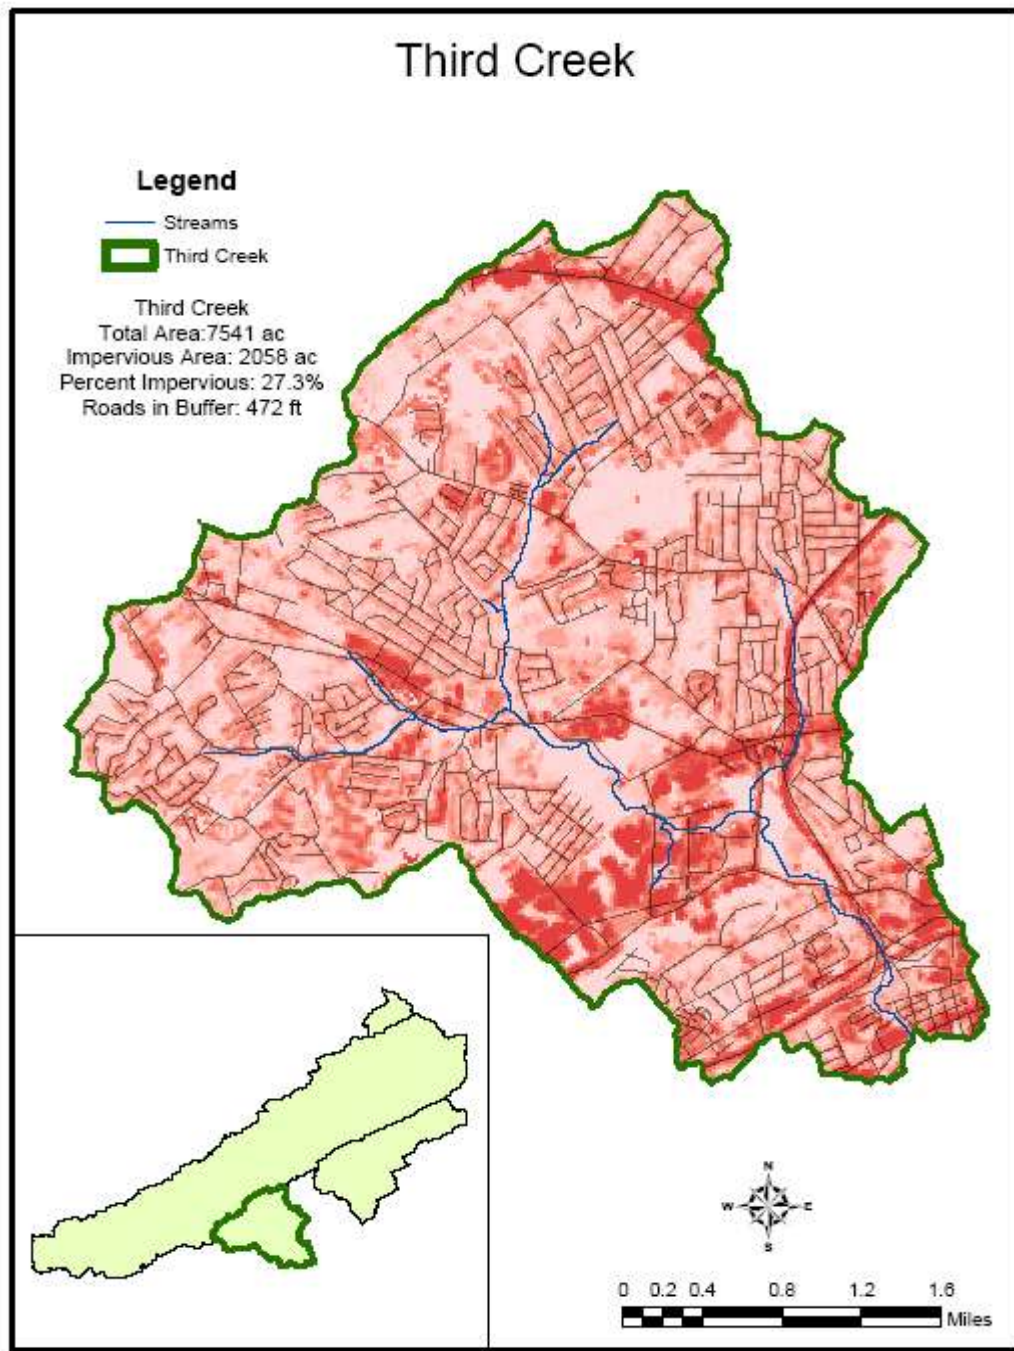 Third Creek
Legend
Streams
Third Creek
Third Creek
Total Area:7541 ac
Impervious Area: 2058 ac
Percent Impervious: 27.3%
Roads in Buffer: 472 ft
N
W E
S
0 0.2 0.4 0.8 1.2 1.6
Miles